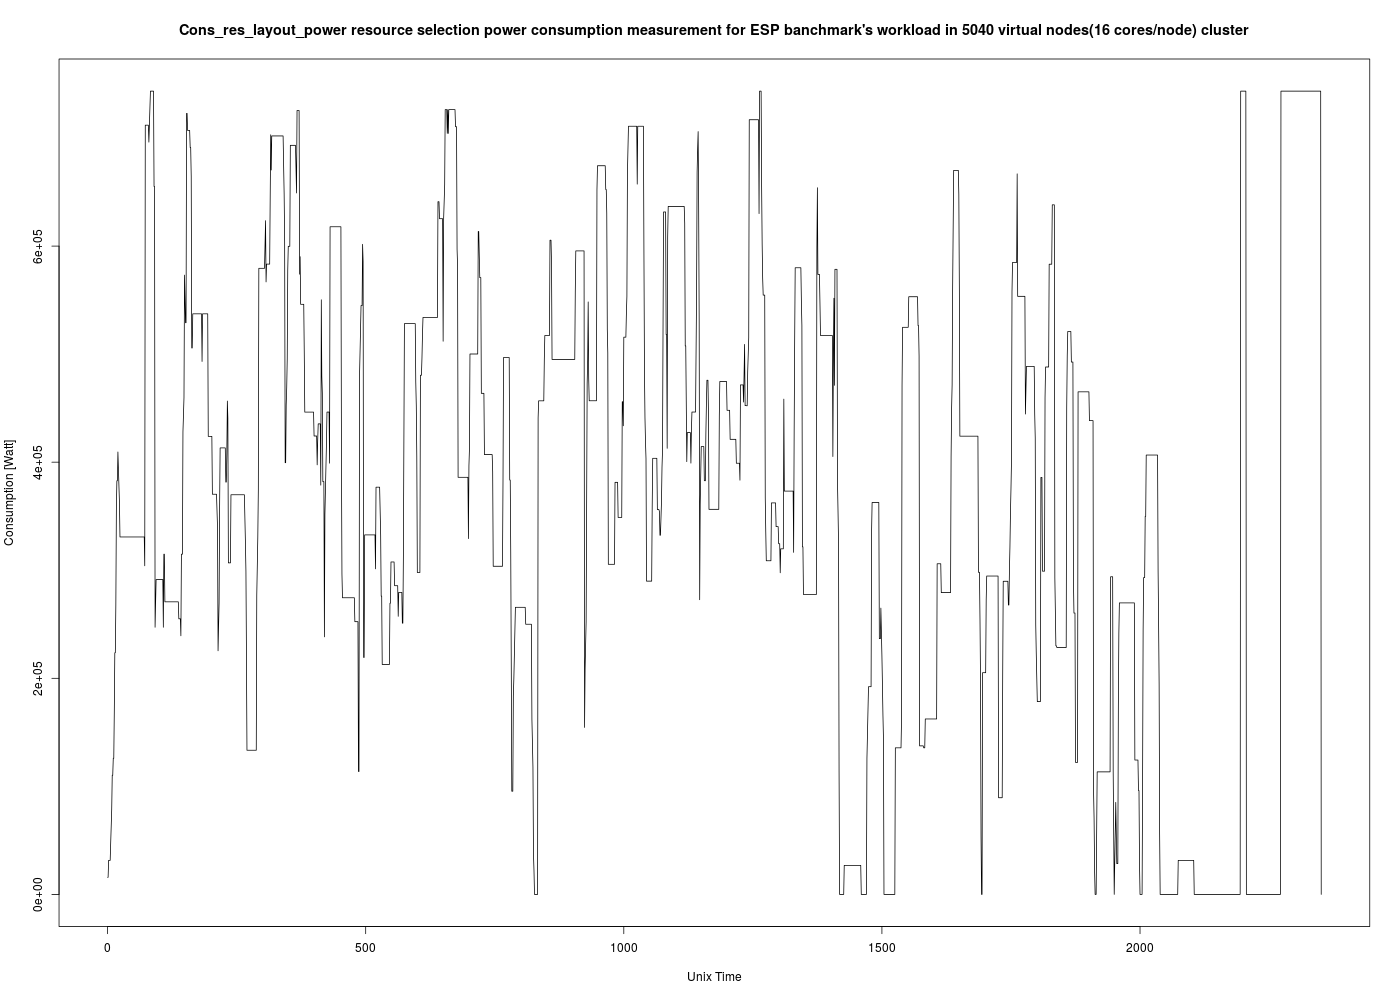 Cons_res_layout_power resource selection power consumption measurement for ESP banchmark's workload in 5040 virtual nodes(16 cores/node) cluster
Consumption [Watt]
6e+05
4e+05
2e+05
0e+00
0 500 1000 1500 2000
Unix Time